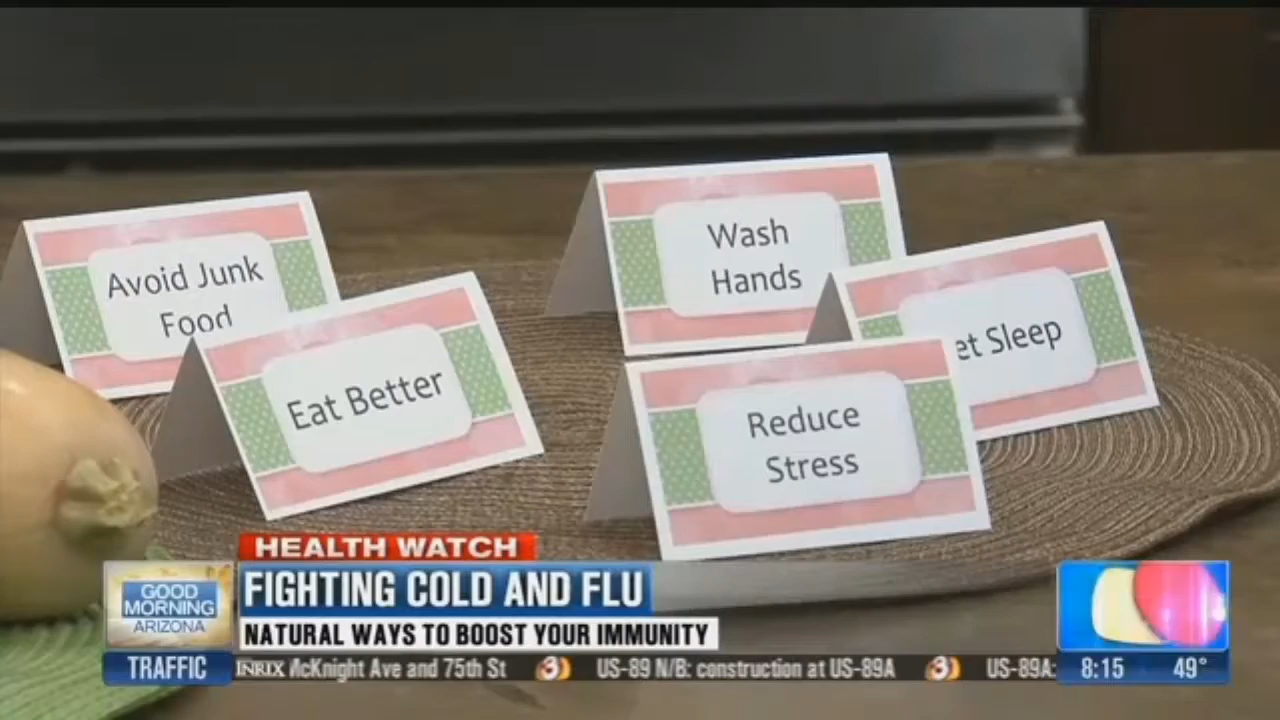 Avoid Junk
Food
Eat Better
Wash
Hands
et Sleep
Reduce
Stress
HEALTH WATCH
FIGHTING COLD AND FLU
NATURAL WAYS TO BOOST YOUR IMMUNITY
GOOD
MORNING
ARIZONA
TRAFFIC
INRIX McKnight Ave and 75th St 3 US-89 N/B: construction at US-89A 3 US-89A:
8:15 49°